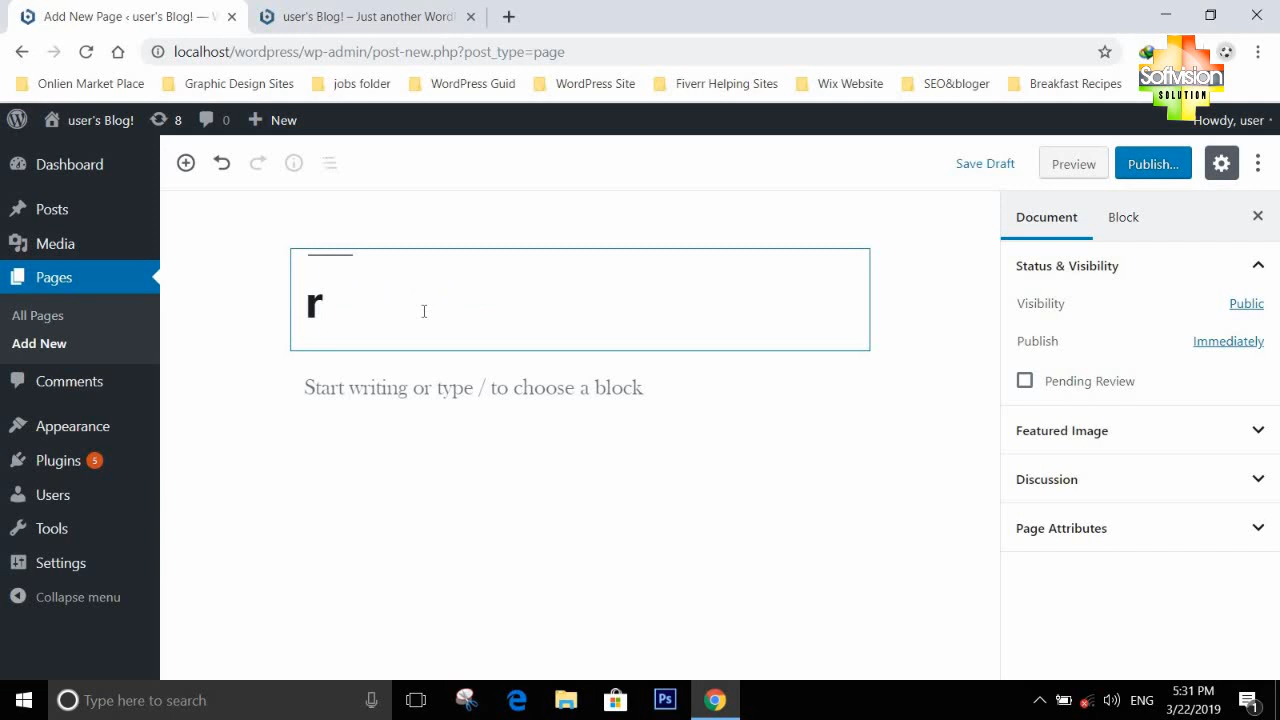 Add New Page ‹ user's Blog! — W
user's Blog! – Just another Word
localhost/wordpress/wp-admin/post-new.php?post_type=page
Onlien Market Place
Graphic Design Sites
jobs folder
WordPress Guid
WordPress Site
Fiverr Helping Sites
Wix Website
SEO&bloger
Breakfast Recipes
Softvision
SOLUTION
user's Blog!
8
0
New
Howdy, user
Dashboard
Posts
Media
Pages
All Pages
Add New
Comments
Appearance
Plugins 5
Users
Tools
Settings
Collapse menu
Save Draft
Preview
Publish...
r
Start writing or type / to choose a block
Document
Block
Status & Visibility
Visibility
Public
Publish
Immediately
Pending Review
Featured Image
Discussion
Page Attributes
Type here to search
Ps
ENG
5:31 PM
3/22/2019
1